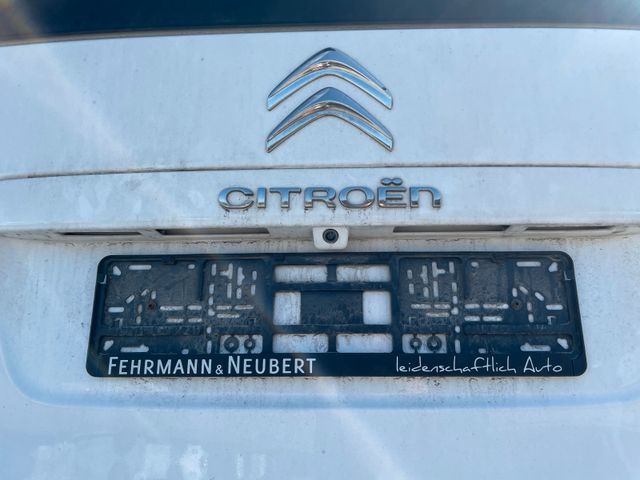 CITROËN
FEHRMANN & NEUBERT leidenschaftlich Auto